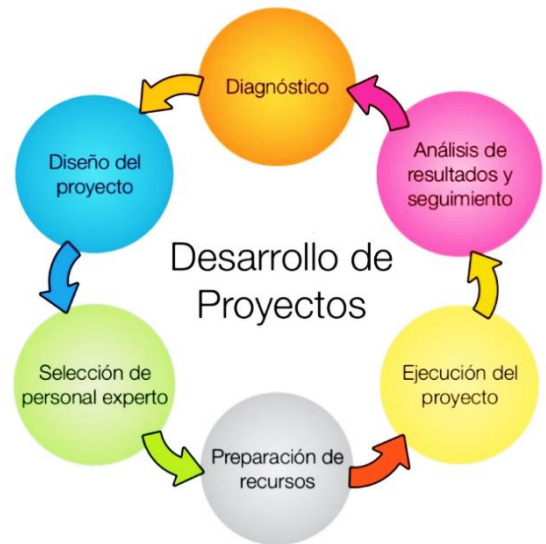 Diagnóstico
Diseño del
proyecto
Selección de
personal experto
Preparación de
recursos
Ejecución del
proyecto
Análisis de
resultados y
seguimiento
Desarrollo de
Proyectos